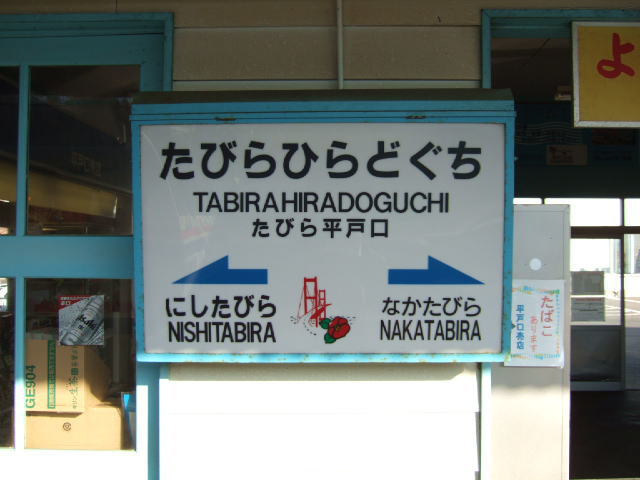 たびらひらどぐち
TABIRAHIRADOGUCHI
たびら平戸口
にしたびら
NISHITABIRA
なかたびら
NAKATABIRA
よ
たばこ
あります
平戸口売店
GE904